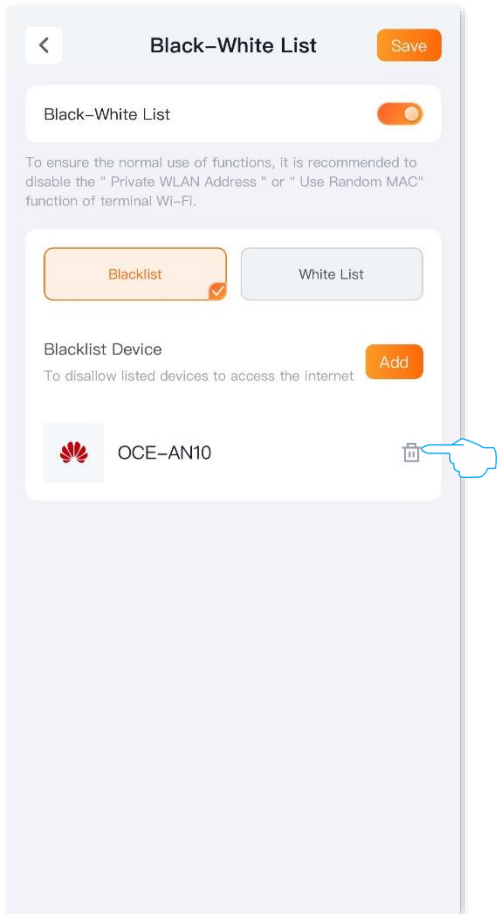 Black-White List
Save
Black-White List
To ensure the normal use of functions, it is recommended to
disable the " Private WLAN Address " or " Use Random MAC"
function of terminal Wi-Fi.
Blacklist
White List
Blacklist Device
Add
To disallow listed devices to access the internet
OCE-AN10